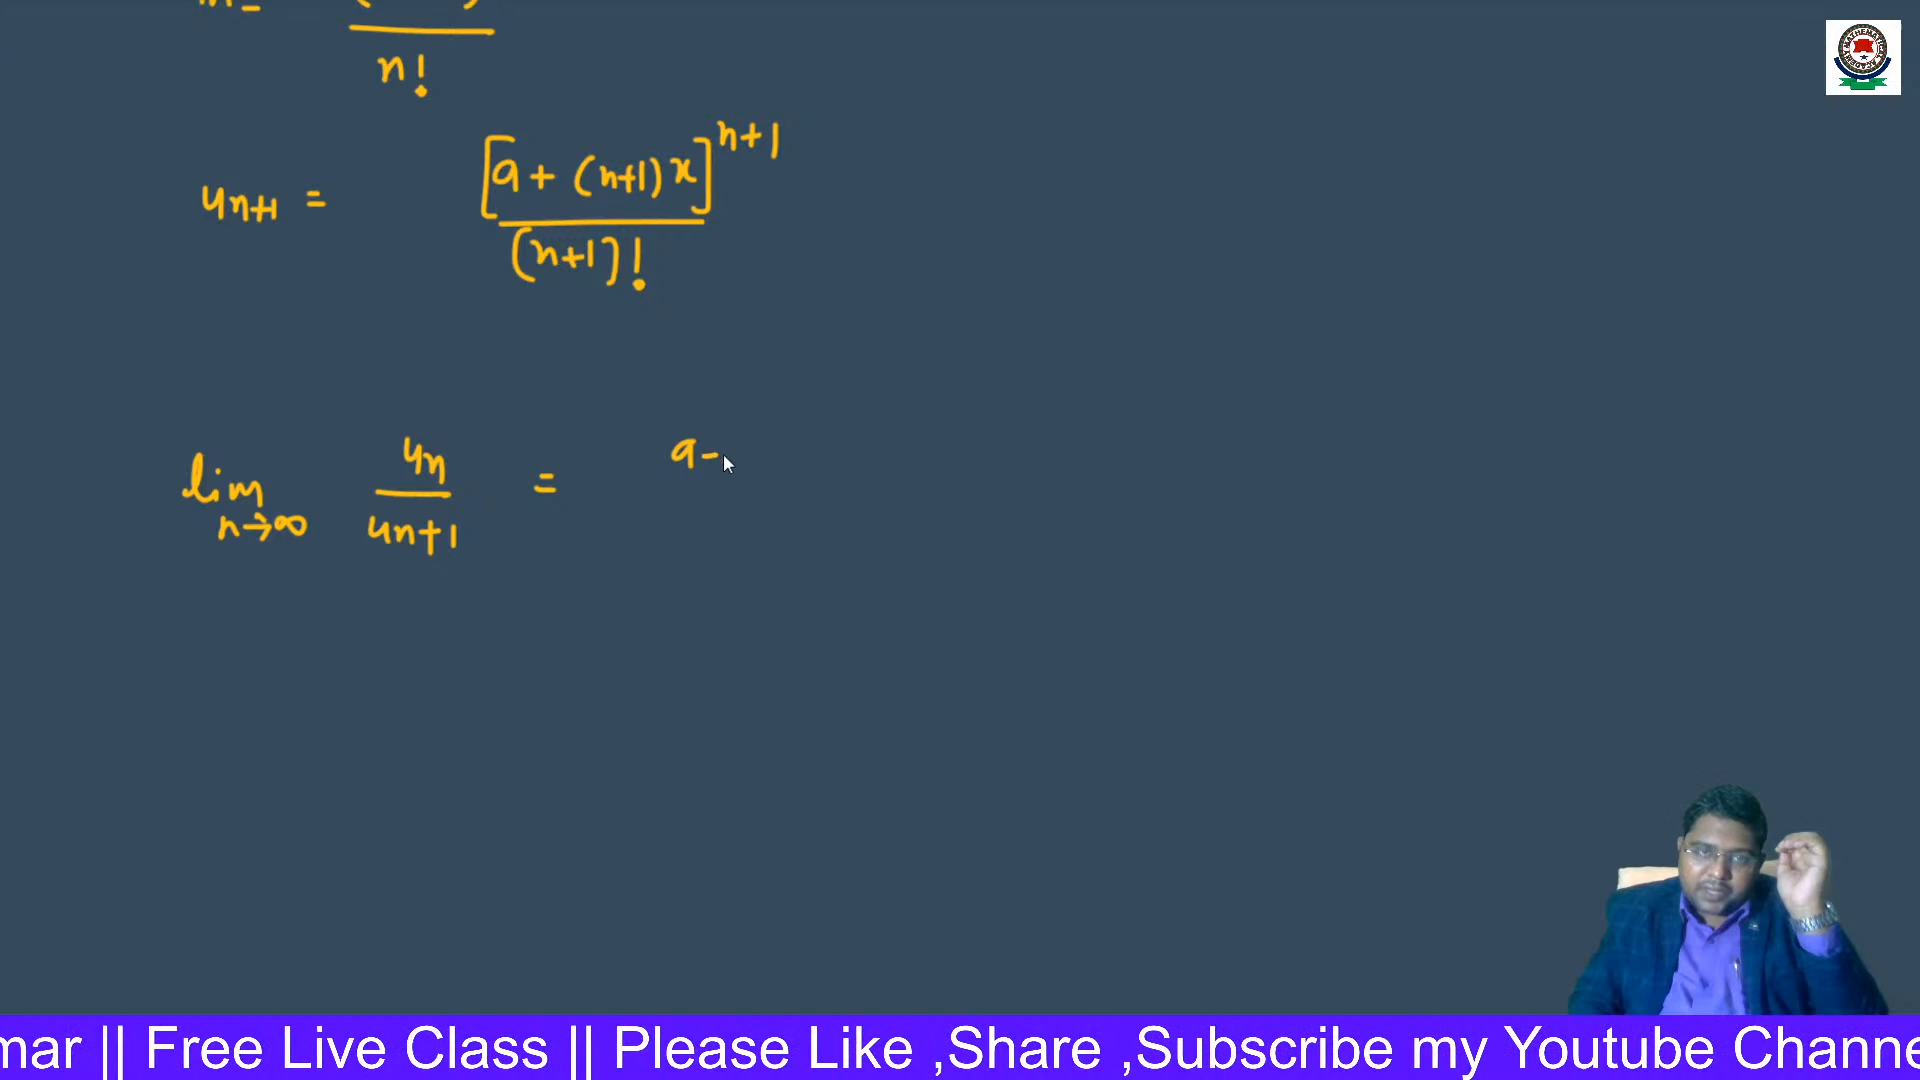 n!
[a + (n+1)x]^{n+1}
u_{n+1} = ―――――
(n+1)!
lim_{n→∞} u_n / u_{n+1} = a -
mar || Free Live Class || Please Like ,Share ,Subscribe my Youtube Channe